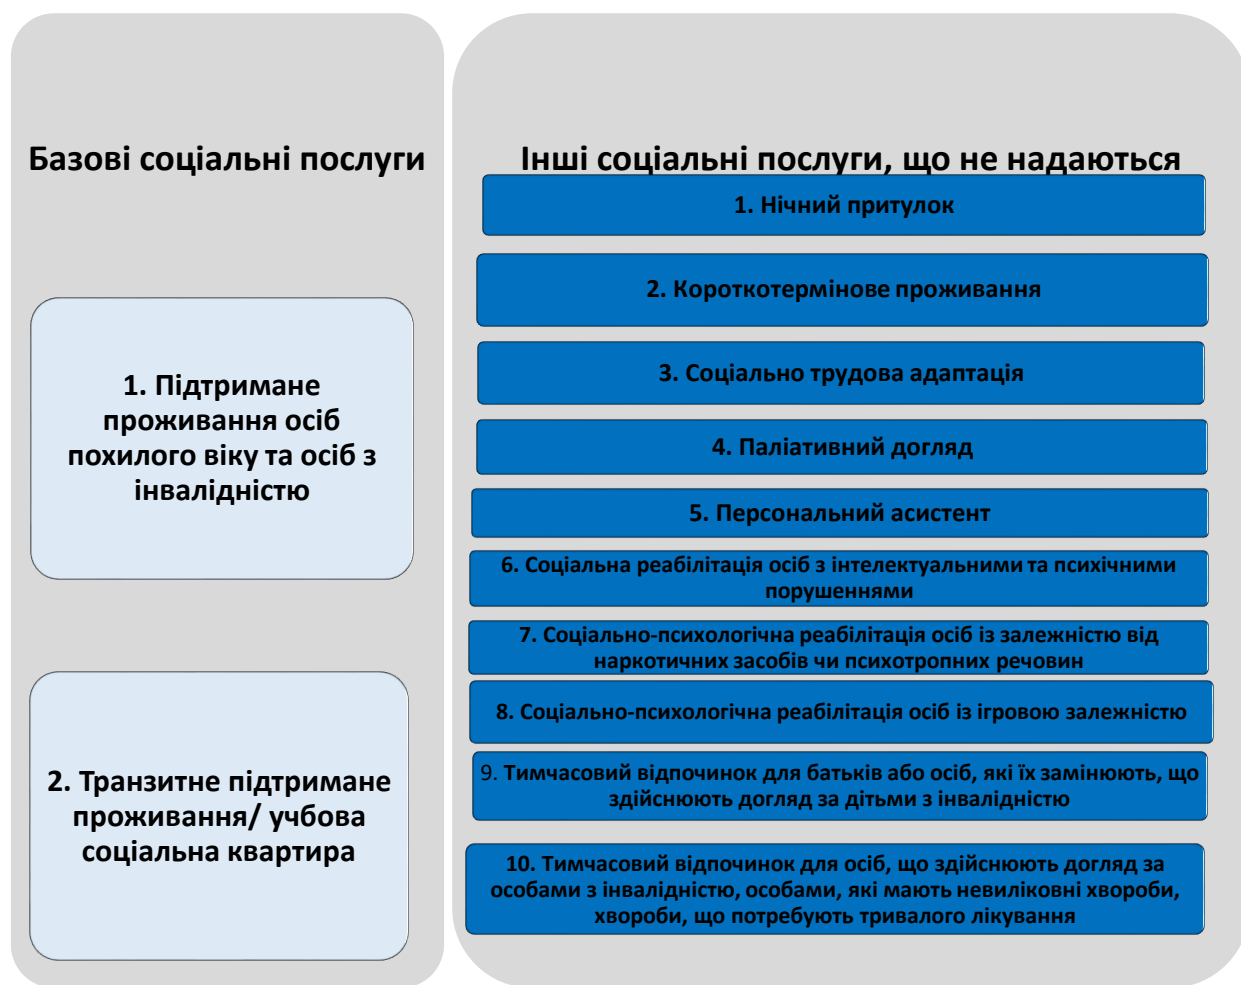 Базові соціальні послуги
1. Підтримане
проживання осіб
похилого віку та осіб з
інвалідністю
2. Транзитне підтримане
проживання/ учбова
соціальна квартира
Інші соціальні послуги, що не надаються
1. Нічний притулок
2. Короткотермінове проживання
3. Соціально трудова адаптація
4. Паліативний догляд
5. Персональний асистент
6. Соціальна реабілітація осіб з інтелектуальними та психічними
порушеннями
7. Соціально-психологічна реабілітація осіб із залежністю від
наркотичних засобів чи психотропних речовин
8. Соціально-психологічна реабілітація осіб із ігровою залежністю
9. Тимчасовий відпочинок для батьків або осіб, які їх замінюють, що
здійснюють догляд за дітьми з інвалідністю
10. Тимчасовий відпочинок для осіб, що здійснюють догляд за
особами з інвалідністю, особами, які мають невиліковні хвороби,
хвороби, що потребують тривалого лікування